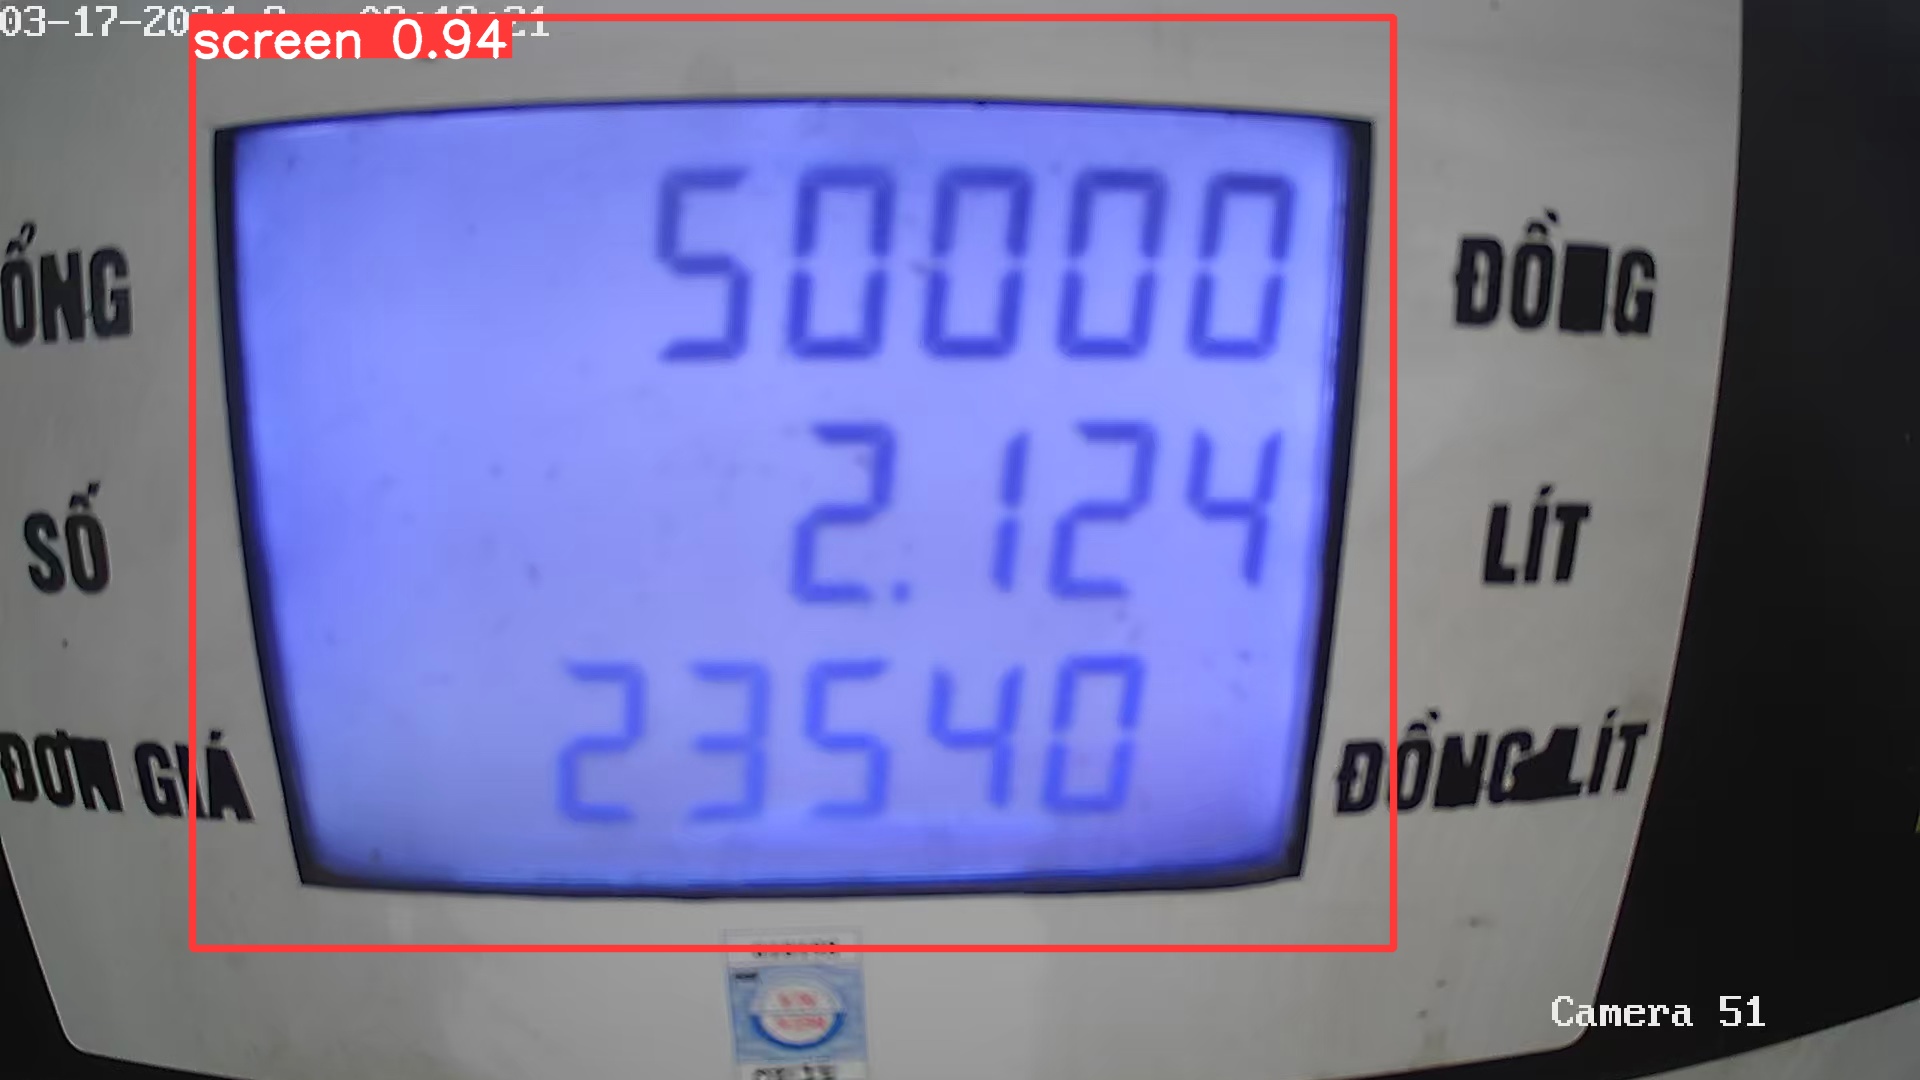 screen 0.94
50000
ỔNG
ĐỒNG
2.124
SỐ
LÍT
23540
ĐƠN GIÁ
ĐỒNG/LÍT
Camera 51